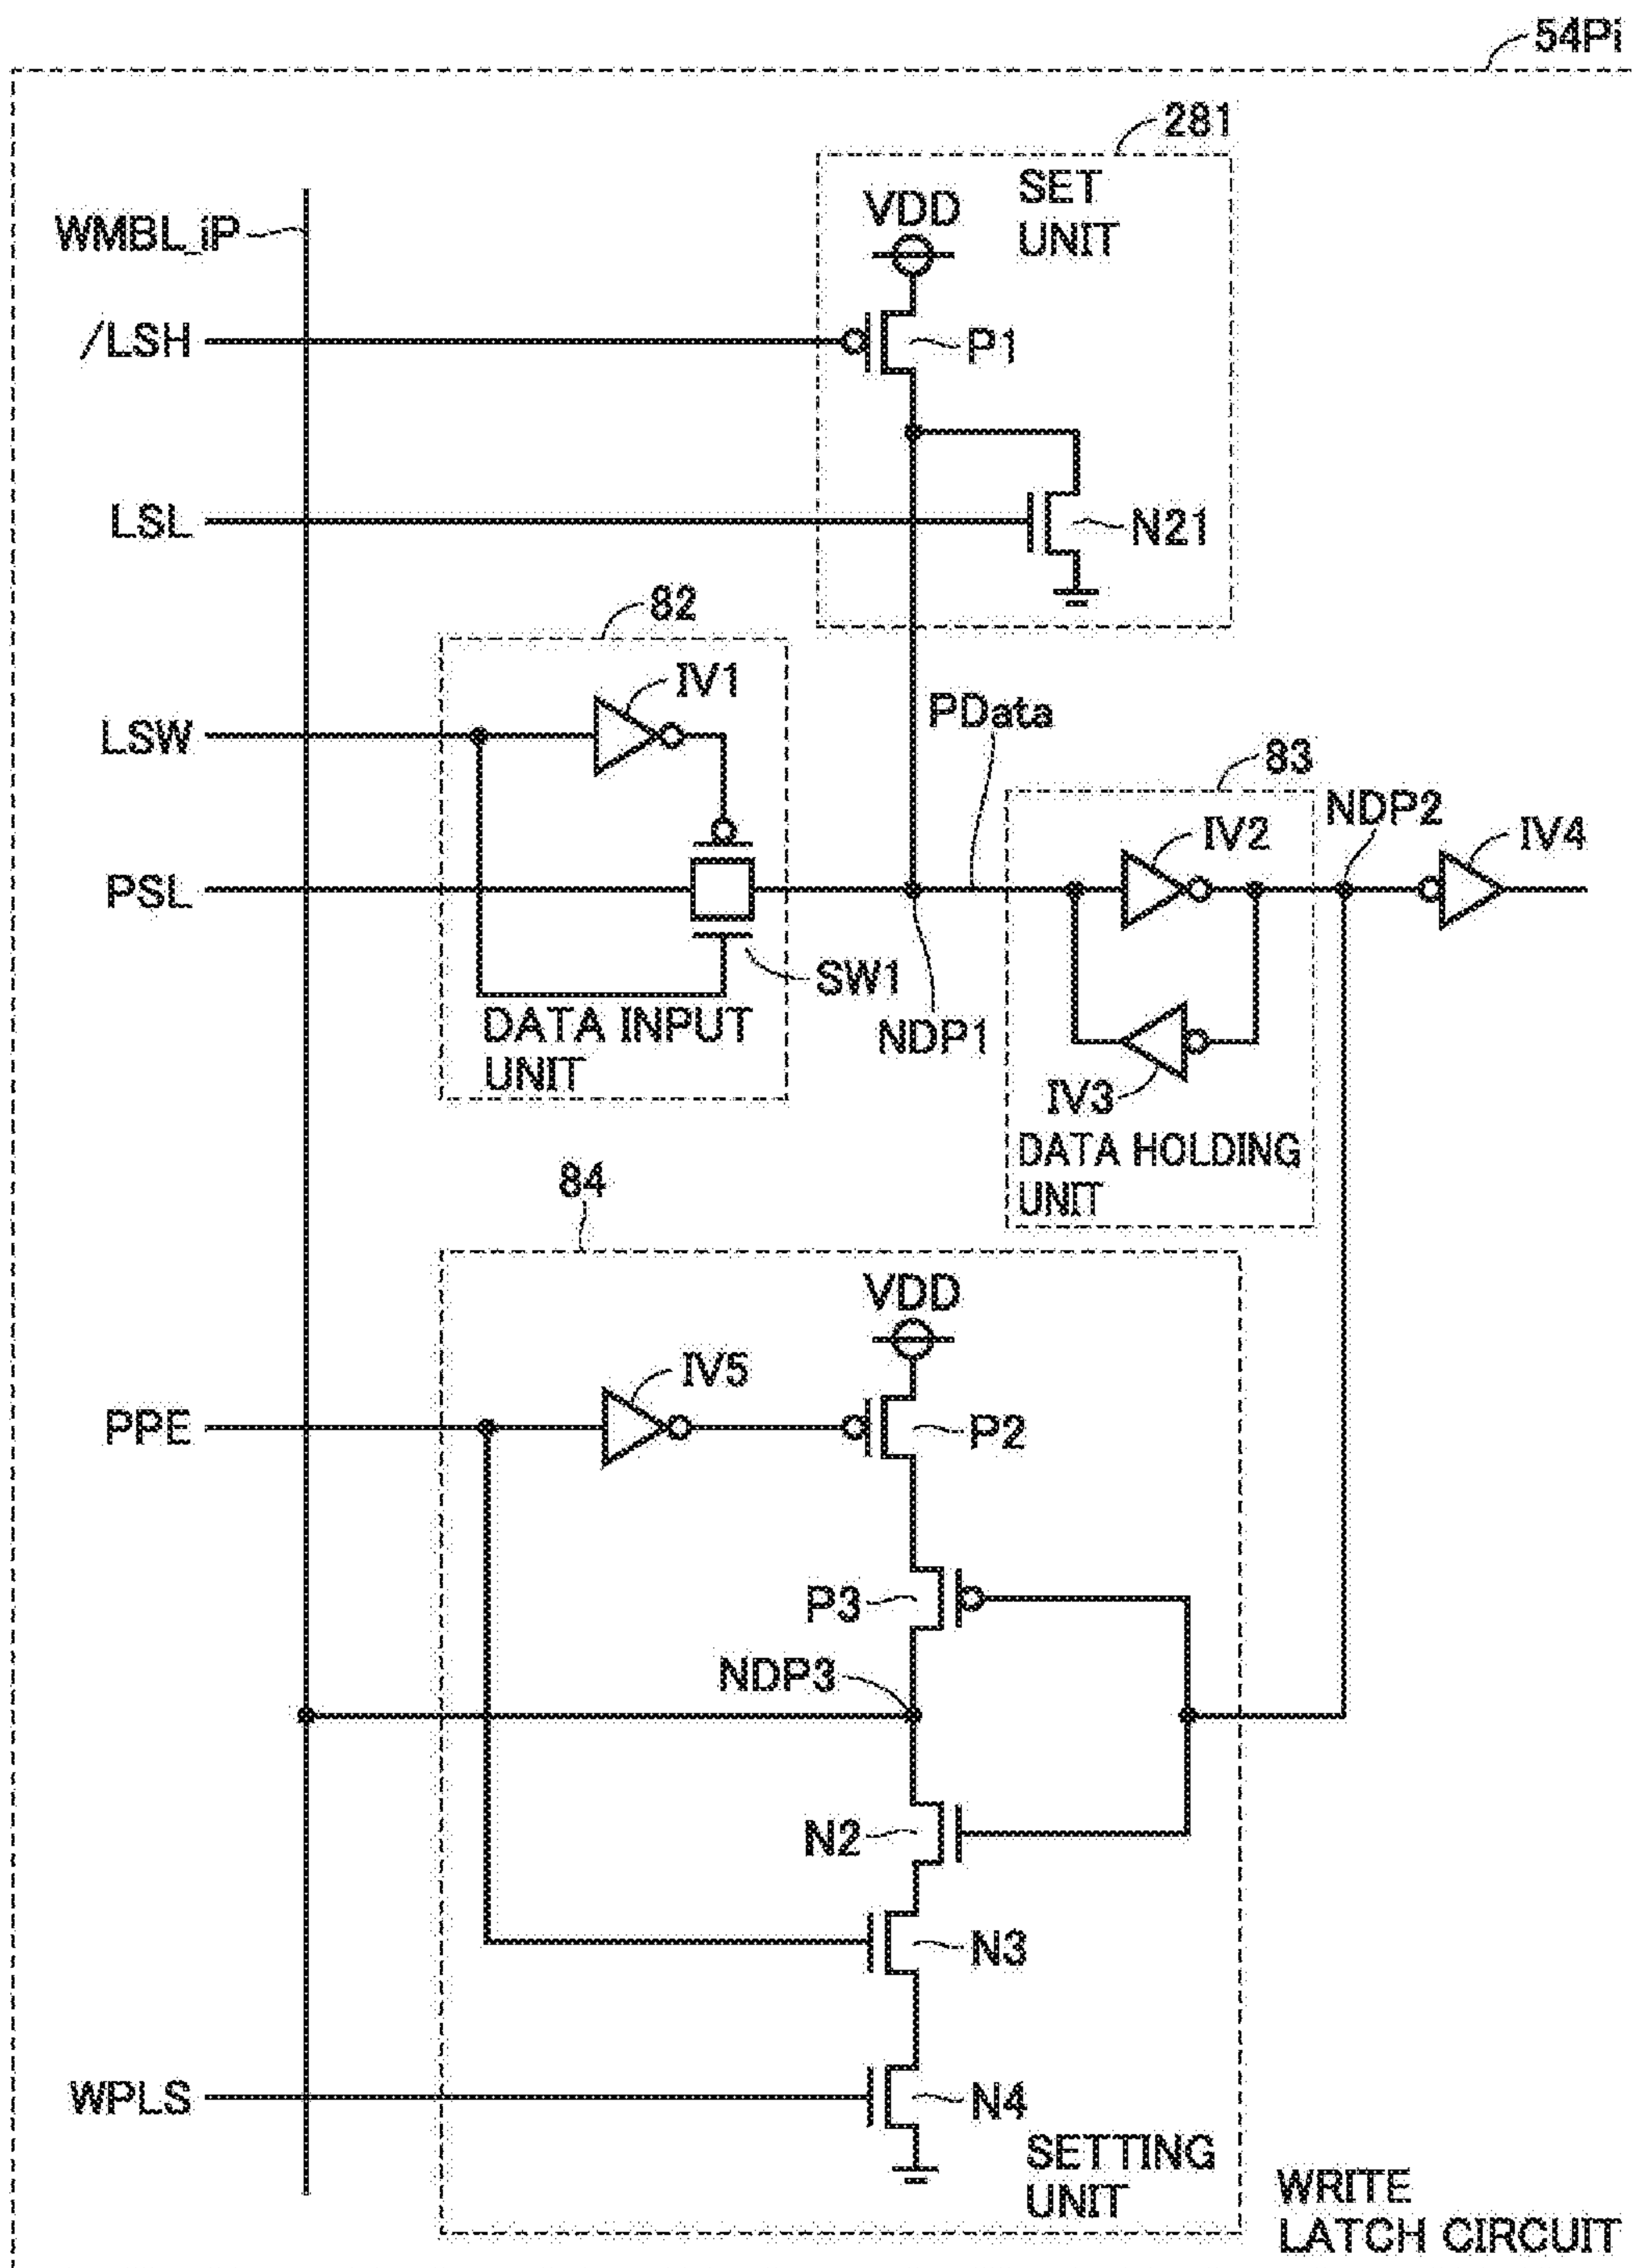 54Pi
281
SET
UNIT
VDD
WMBL_iP
/LSH
P1
LSL
N21
82
IV1
LSW
PData
83
NDP2
IV2
IV4
PSL
SW1
NDP1
DATA INPUT
UNIT
IV3
DATA HOLDING
UNIT
84
VDD
IV5
PPE
P2
P3
NDP3
N2
N3
WPLS
N4
SETTING
UNIT
WRITE
LATCH CIRCUIT